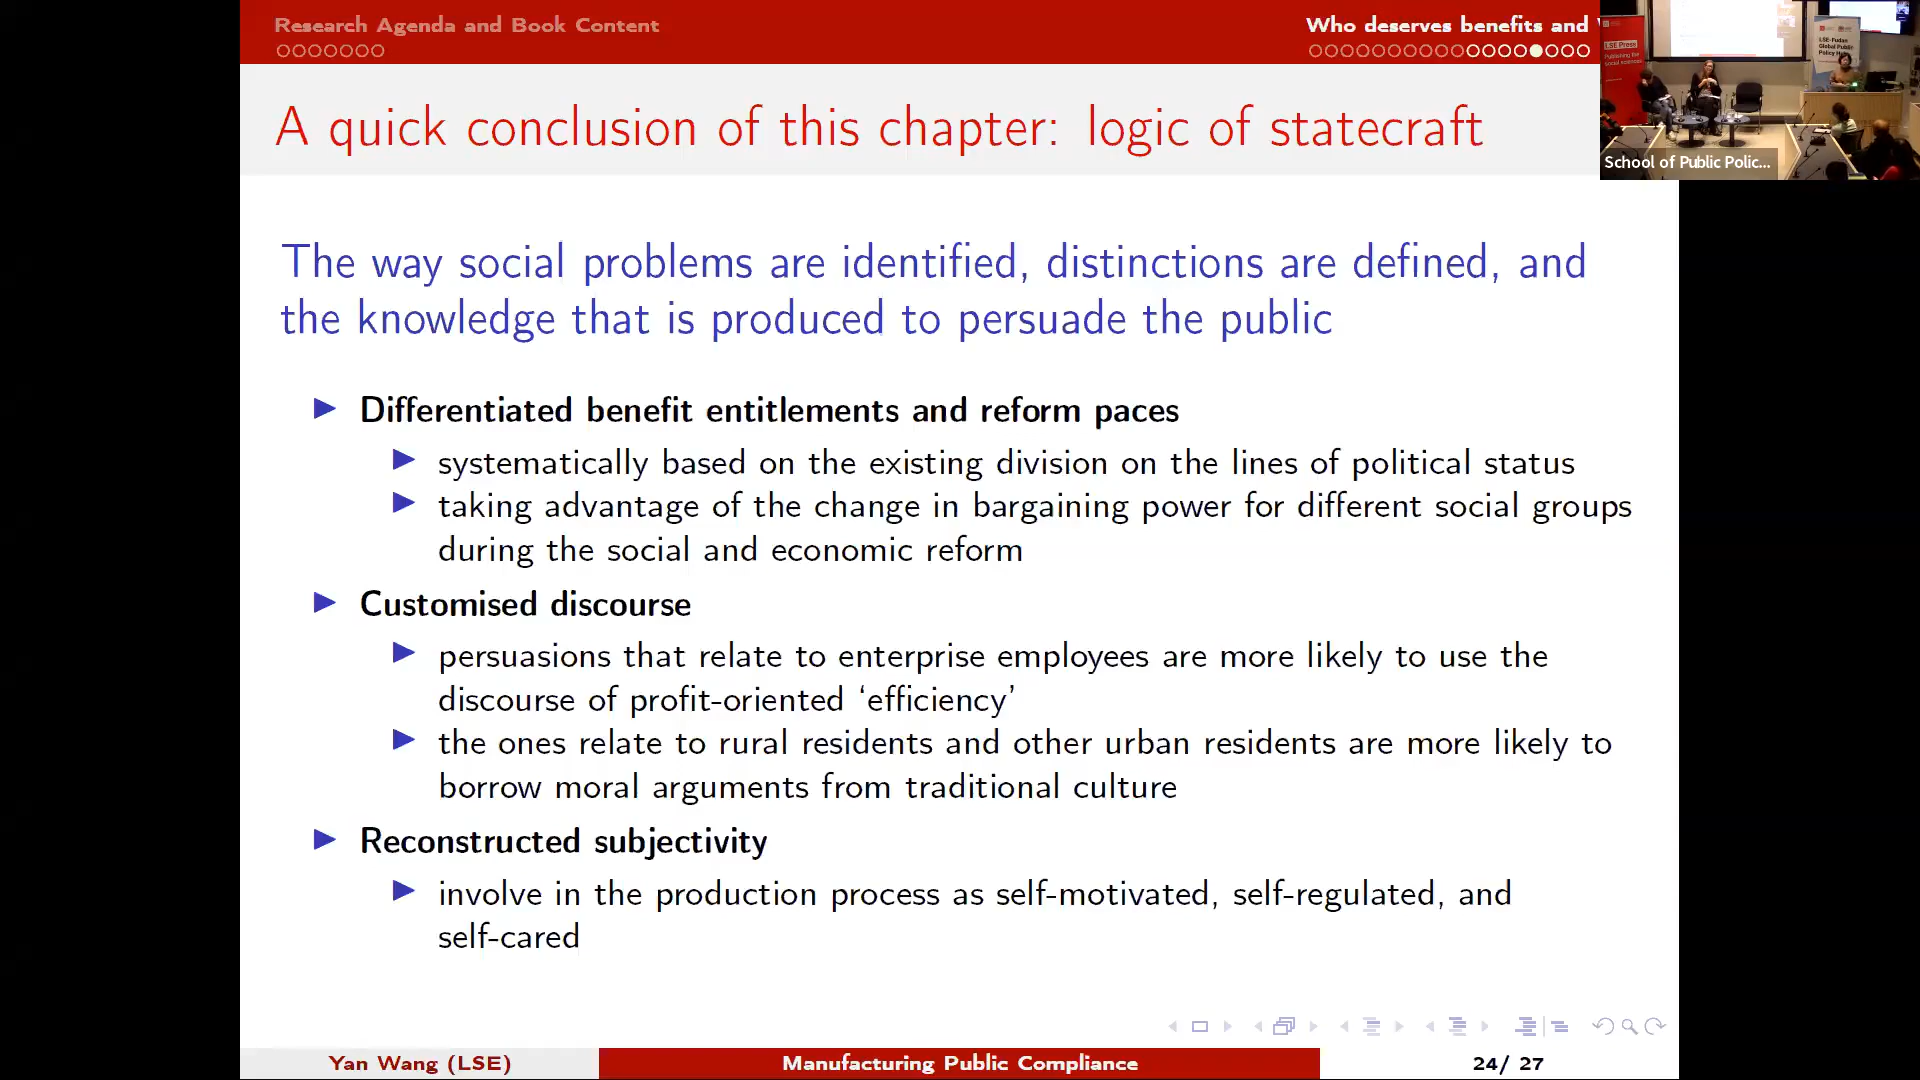 Research Agenda and Book Content
Who deserves benefits and
A quick conclusion of this chapter: logic of statecraft
The way social problems are identified, distinctions are defined, and
the knowledge that is produced to persuade the public
Differentiated benefit entitlements and reform paces
systematically based on the existing division on the lines of political status
taking advantage of the change in bargaining power for different social groups
during the social and economic reform
Customised discourse
persuasions that relate to enterprise employees are more likely to use the
discourse of profit-oriented ‘efficiency’
the ones relate to rural residents and other urban residents are more likely to
borrow moral arguments from traditional culture
Reconstructed subjectivity
involve in the production process as self-motivated, self-regulated, and
self-cared
Yan Wang (LSE)
Manufacturing Public Compliance
24/ 27
LSE Press
LSE-Fudan
Global Public
School of Public Polic...